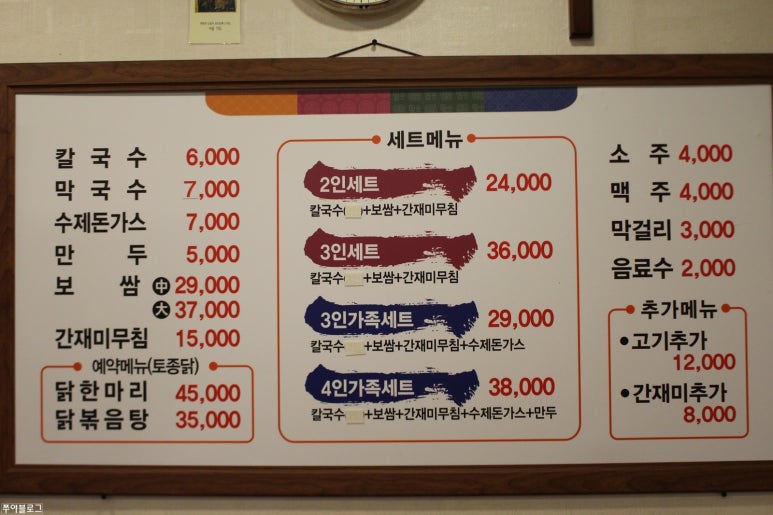 칼국수 6,000
막국수 7,000
수제돈가스 7,000
만두 5,000
보쌈 中 29,000
大 37,000
간재미무침 15,000
예약메뉴(토종닭)
닭한마리 45,000
닭볶음탕 35,000
세트메뉴
2인세트 24,000
칼국수 +보쌈+간재미무침
3인세트 36,000
칼국수 +보쌈+간재미무침
3인가족세트 29,000
칼국수 +보쌈+간재미무침+수제돈가스
4인가족세트 38,000
칼국수 +보쌈+간재미무침+수제돈가스+만두
소주 4,000
맥주 4,000
막걸리 3,000
음료수 2,000
추가메뉴
•고기추가
12,000
•간재미추가
8,000
쭈야블로그